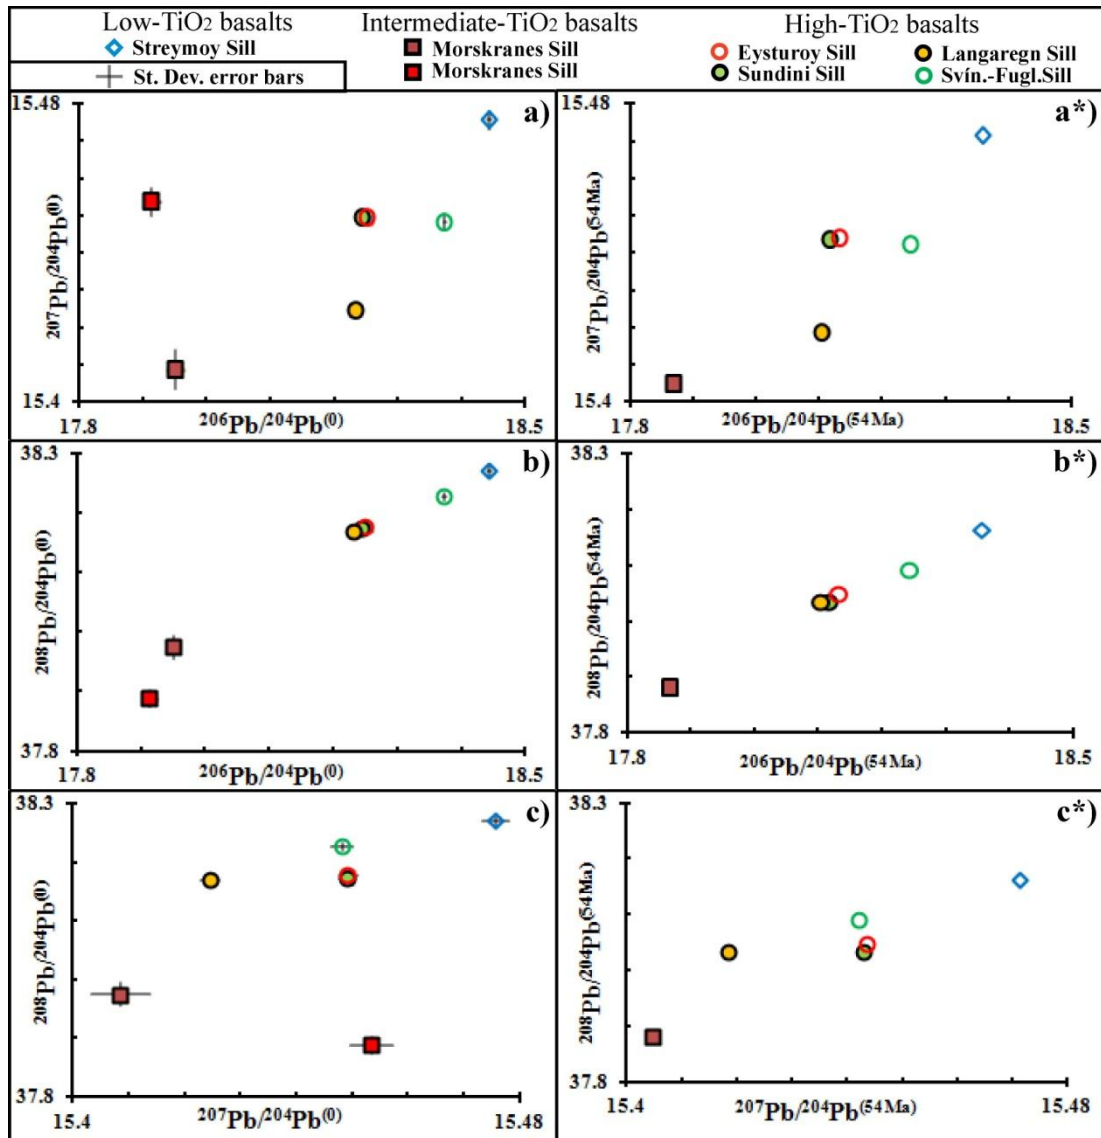 Low-TiO₂ basalts Intermediate-TiO₂ basalts High-TiO₂ basalts
Streymoy Sill Morskranes Sill Eysturoy Sill Langaregn Sill
St. Dev. error bars Morskranes Sill Sundini Sill Svín.-Fugl.Sill
15.48 a)
²⁰⁷Pb/²⁰⁴Pb⁽⁰⁾
15.4
17.8 ²⁰⁶Pb/²⁰⁴Pb⁽⁰⁾ 18.5
15.48 a*)
²⁰⁷Pb/²⁰⁴Pb⁽⁵⁴ᴹᵃ⁾
15.4
17.8 ²⁰⁶Pb/²⁰⁴Pb⁽⁵⁴ᴹᵃ⁾ 18.5
38.3 b)
²⁰⁸Pb/²⁰⁴Pb⁽⁰⁾
37.8
17.8 ²⁰⁶Pb/²⁰⁴Pb⁽⁰⁾ 18.5
38.3 b*)
²⁰⁸Pb/²⁰⁴Pb⁽⁵⁴ᴹᵃ⁾
37.8
17.8 ²⁰⁶Pb/²⁰⁴Pb⁽⁵⁴ᴹᵃ⁾ 18.5
38.3 c)
²⁰⁸Pb/²⁰⁴Pb⁽⁰⁾
37.8
15.4 ²⁰⁷Pb/²⁰⁴Pb⁽⁰⁾ 15.48
38.3 c*)
²⁰⁸Pb/²⁰⁴Pb⁽⁵⁴ᴹᵃ⁾
37.8
15.4 ²⁰⁷Pb/²⁰⁴Pb⁽⁵⁴ᴹᵃ⁾ 15.48